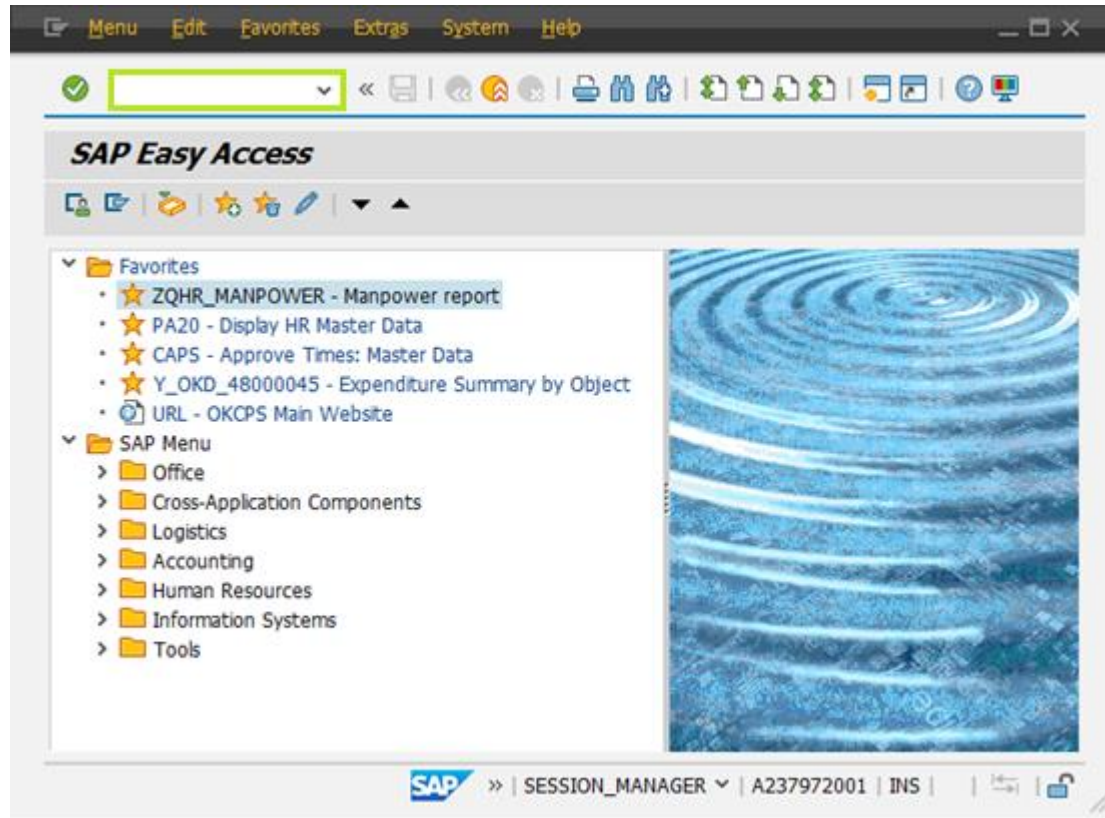 Menu Edit Favorites Extras System Help
SAP Easy Access
Favorites
ZQHR_MANPOWER - Manpower report
PA20 - Display HR Master Data
CAPS - Approve Times: Master Data
Y_OKD_48000045 - Expenditure Summary by Object
URL - OKCPS Main Website
SAP Menu
Office
Cross-Application Components
Logistics
Accounting
Human Resources
Information Systems
Tools
SAP » | SESSION_MANAGER | A237972001 | INS |